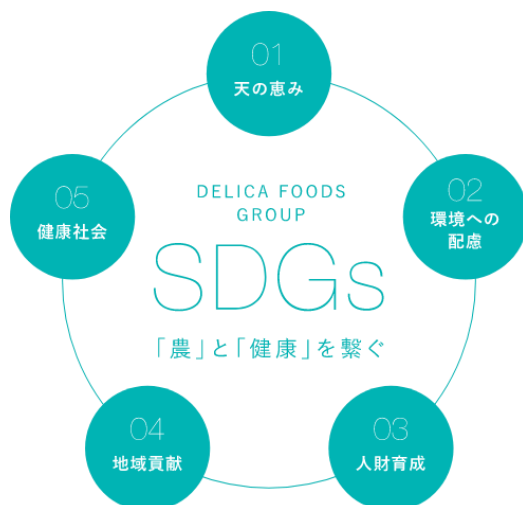 01
天の恵み
02
環境への
配慮
03
人財育成
04
地域貢献
05
健康社会
DELICA FOODS
GROUP
SDGs
「農」と「健康」を繋ぐ